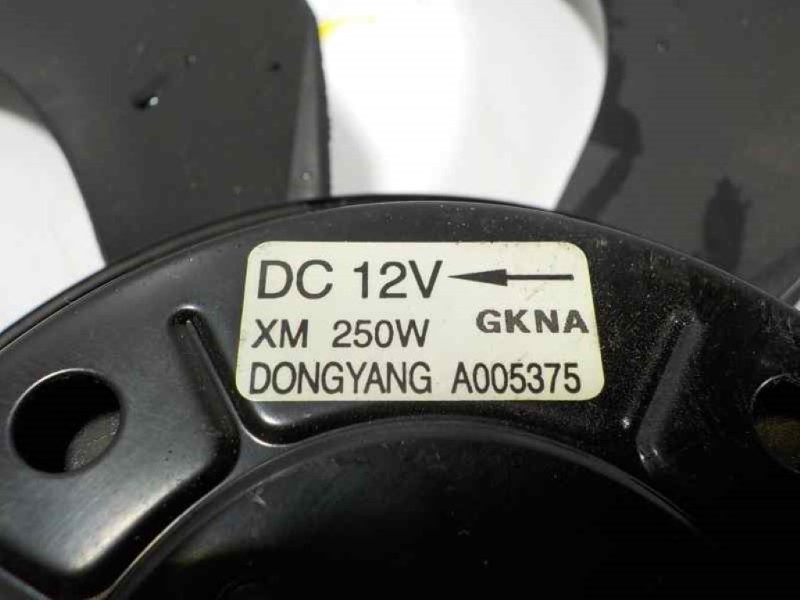 DC 12V
XM 250W GKNA
DONGYANG A005375